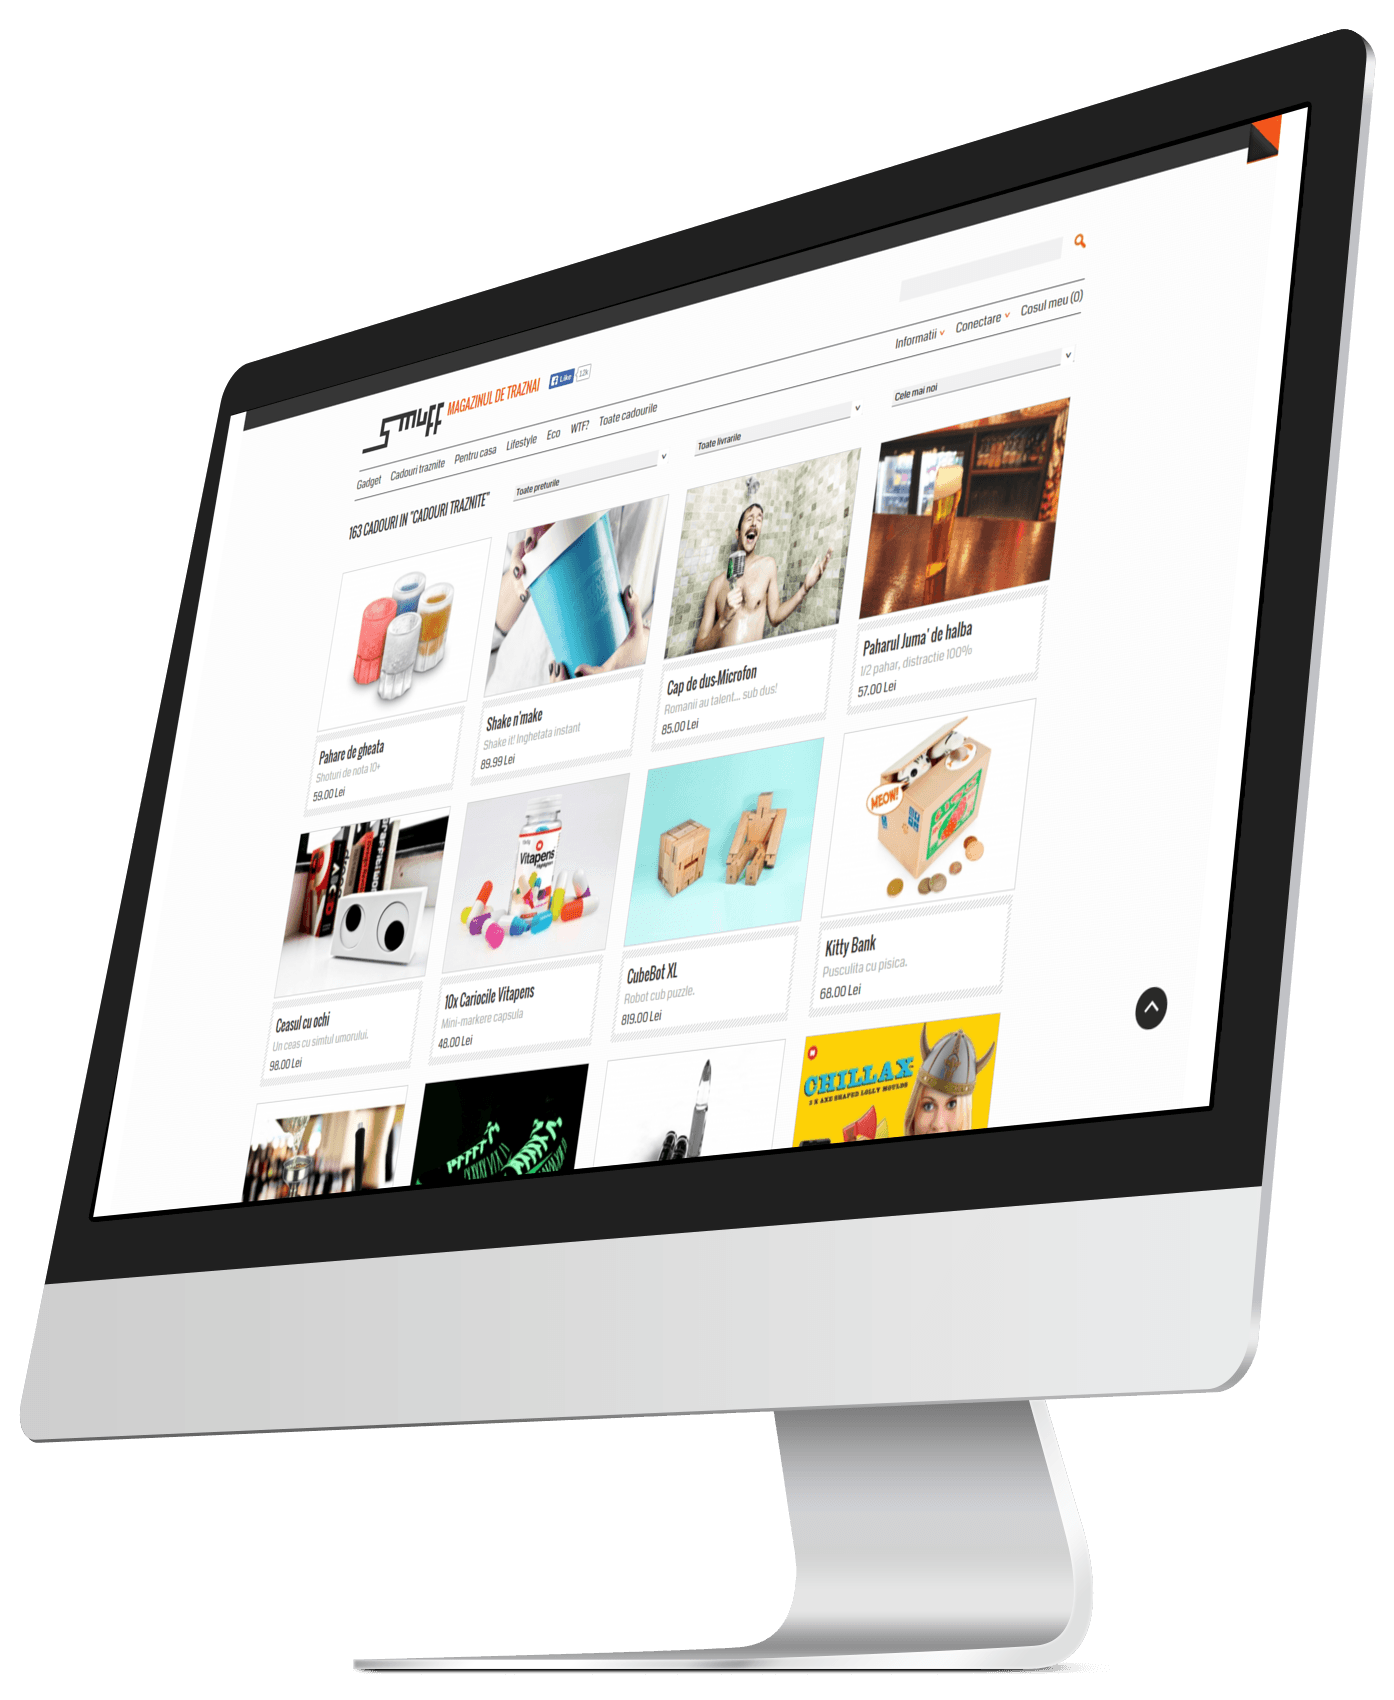 smuff MAGAZINUL DE TRAZNAI
Like 12k
Informatii Conectare Cosul meu (0)
Gadget Cadouri traznite Pentru casa Lifestyle Eco WTF? Toate cadourile
163 CADOURI IN "CADOURI TRAZNITE"
Toate preturile
Toate livrarile
Cele mai noi
Pahare de gheata
Shoturi de nota 10+
59.00 Lei
Shake n'make
Shake it! Inghetata instant
89.99 Lei
Cap de dus-Microfon
Romanii au talent... sub dus!
85.00 Lei
Paharul Juma' de halba
1/2 pahar, distractie 100%
57.00 Lei
Vitapens
MEOW!
Ceasul cu ochi
Un ceas cu simtul umorului.
98.00 Lei
10x Cariocile Vitapens
Mini-markere capsula
48.00 Lei
CubeBot XL
Robot cub puzzle.
819.00 Lei
Kitty Bank
Pusculita cu pisica.
68.00 Lei
CHILLAX
2 X AXE SHAPED LOLLY MOULDS